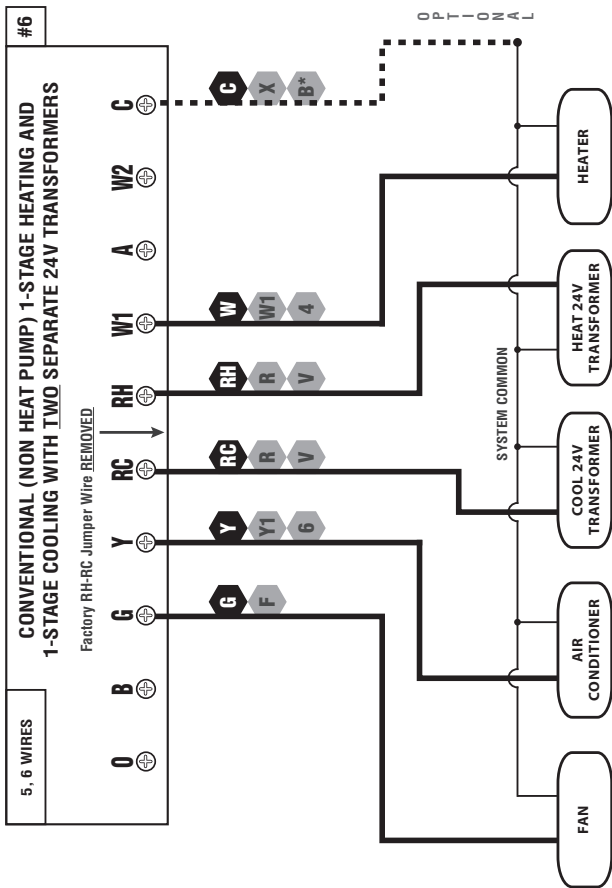 5, 6 WIRES
#6
CONVENTIONAL (NON HEAT PUMP) 1-STAGE HEATING AND
1-STAGE COOLING WITH TWO SEPARATE 24V TRANSFORMERS
Factory RH-RC Jumper Wire REMOVED
O B G Y RC RH W1 A W2 C
G Y RC RH W C
F Y1 R R W1 X
6 V V 4 B*
OPTIONAL
SYSTEM COMMON
FAN
AIR
CONDITIONER
COOL 24V
TRANSFORMER
HEAT 24V
TRANSFORMER
HEATER